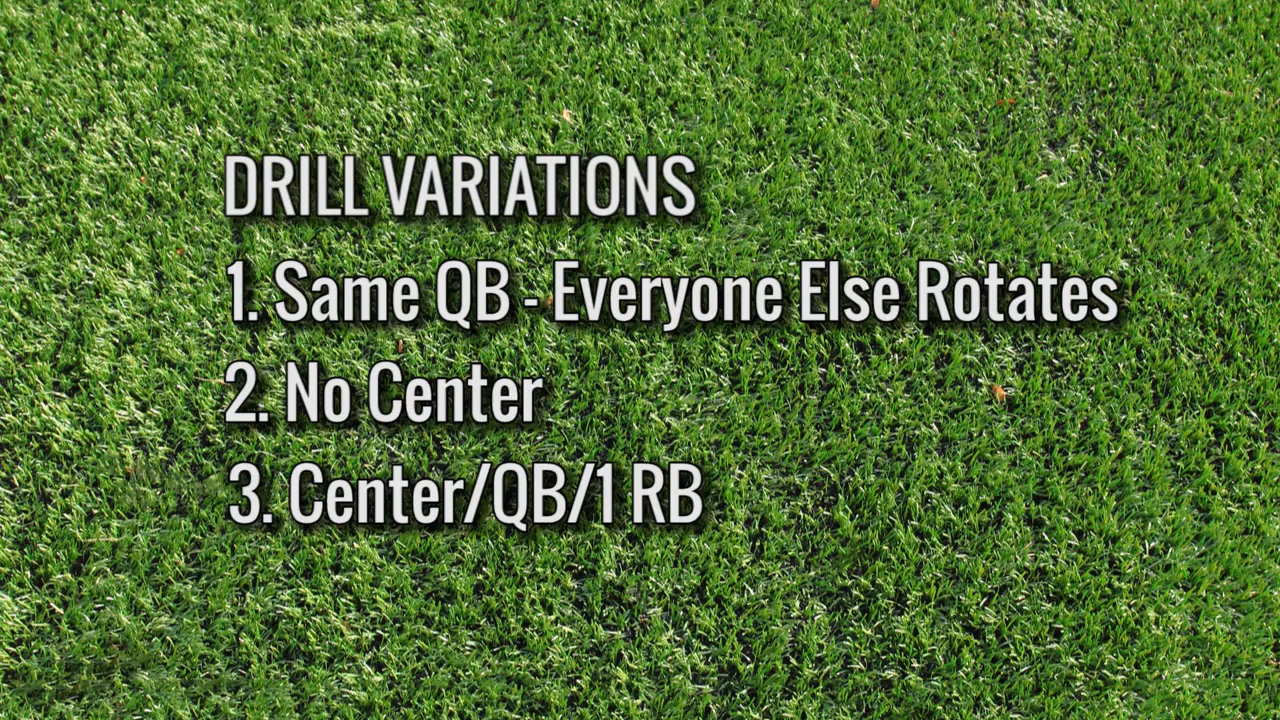 DRILL VARIATIONS
1. Same QB - Everyone Else Rotates
2. No Center
3. Center/QB/1 RB